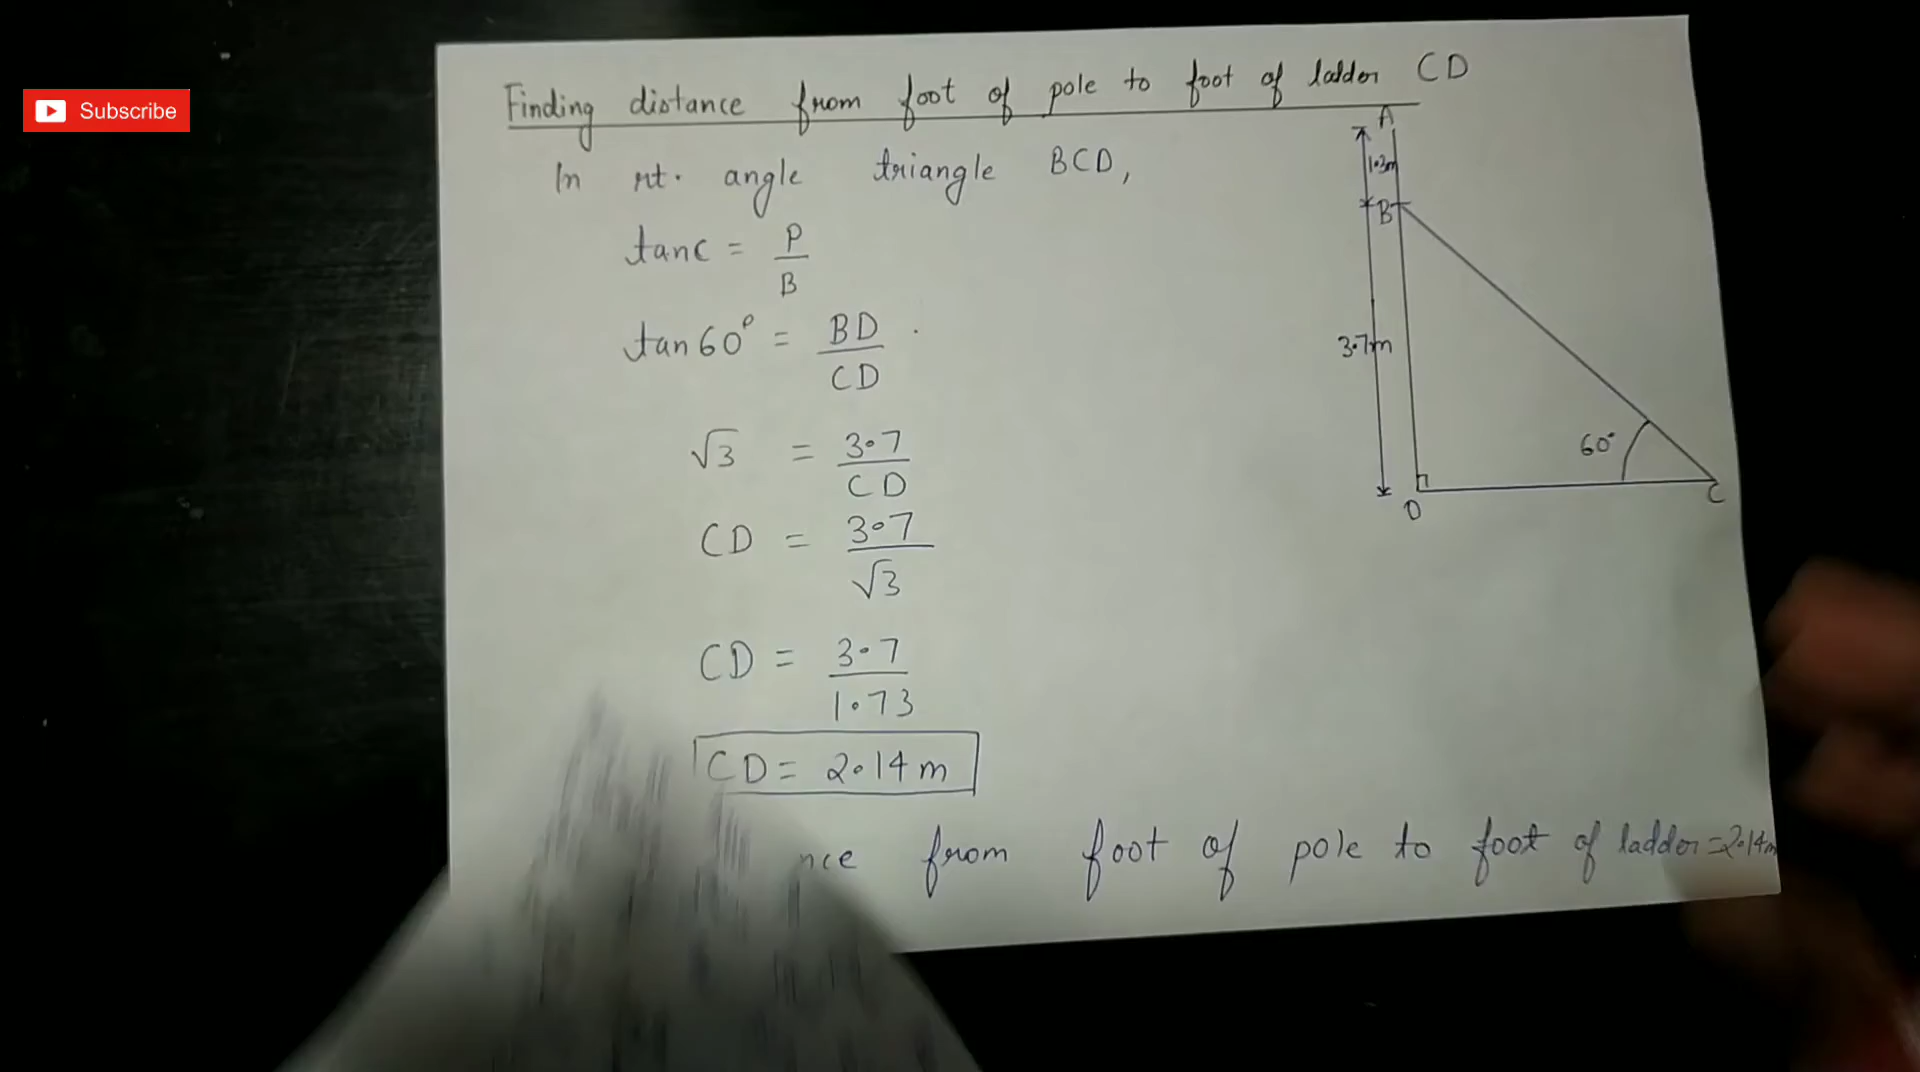 Subscribe
Finding distance from foot of pole to foot of ladder CD
In rt. angle triangle BCD,
tanC = P
B
tan60° = BD
CD
√3 = 3.7
CD
CD = 3.7
√3
CD = 3.7
1.73
CD = 2.14m
from foot of pole to foot of ladder = 2.14m
A
1.3m
B
3.7m
60°
D
C